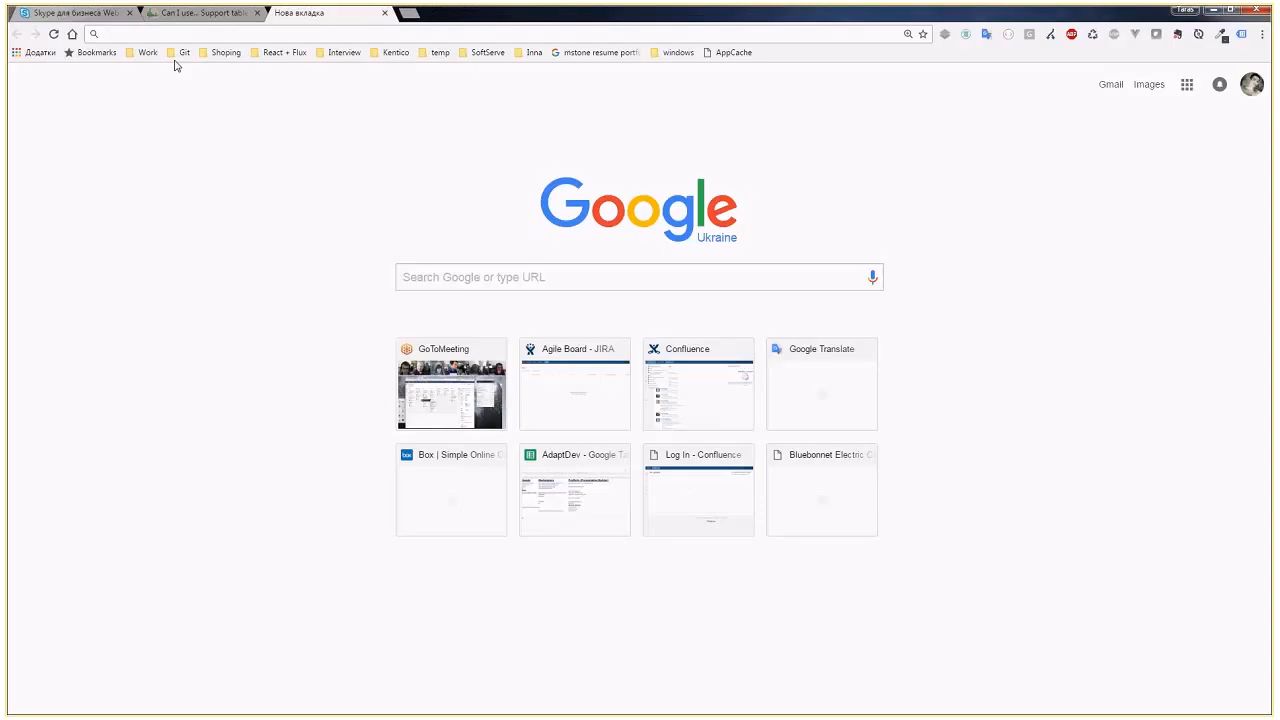 Skype для бизнеса Web
Can I use... Support table
Нова вкладка
Taras
Додатки
Bookmarks
Work
Git
Shoping
React + Flux
Interview
Kentico
temp
SoftServe
Inna
mstone resume portf
windows
AppCache
Gmail
Images
Google
Ukraine
Search Google or type URL
GoToMeeting
Agile Board - JIRA
Confluence
Google Translate
Box | Simple Online
AdaptDev - Google
Log In - Confluence
Bluebonnet Electric